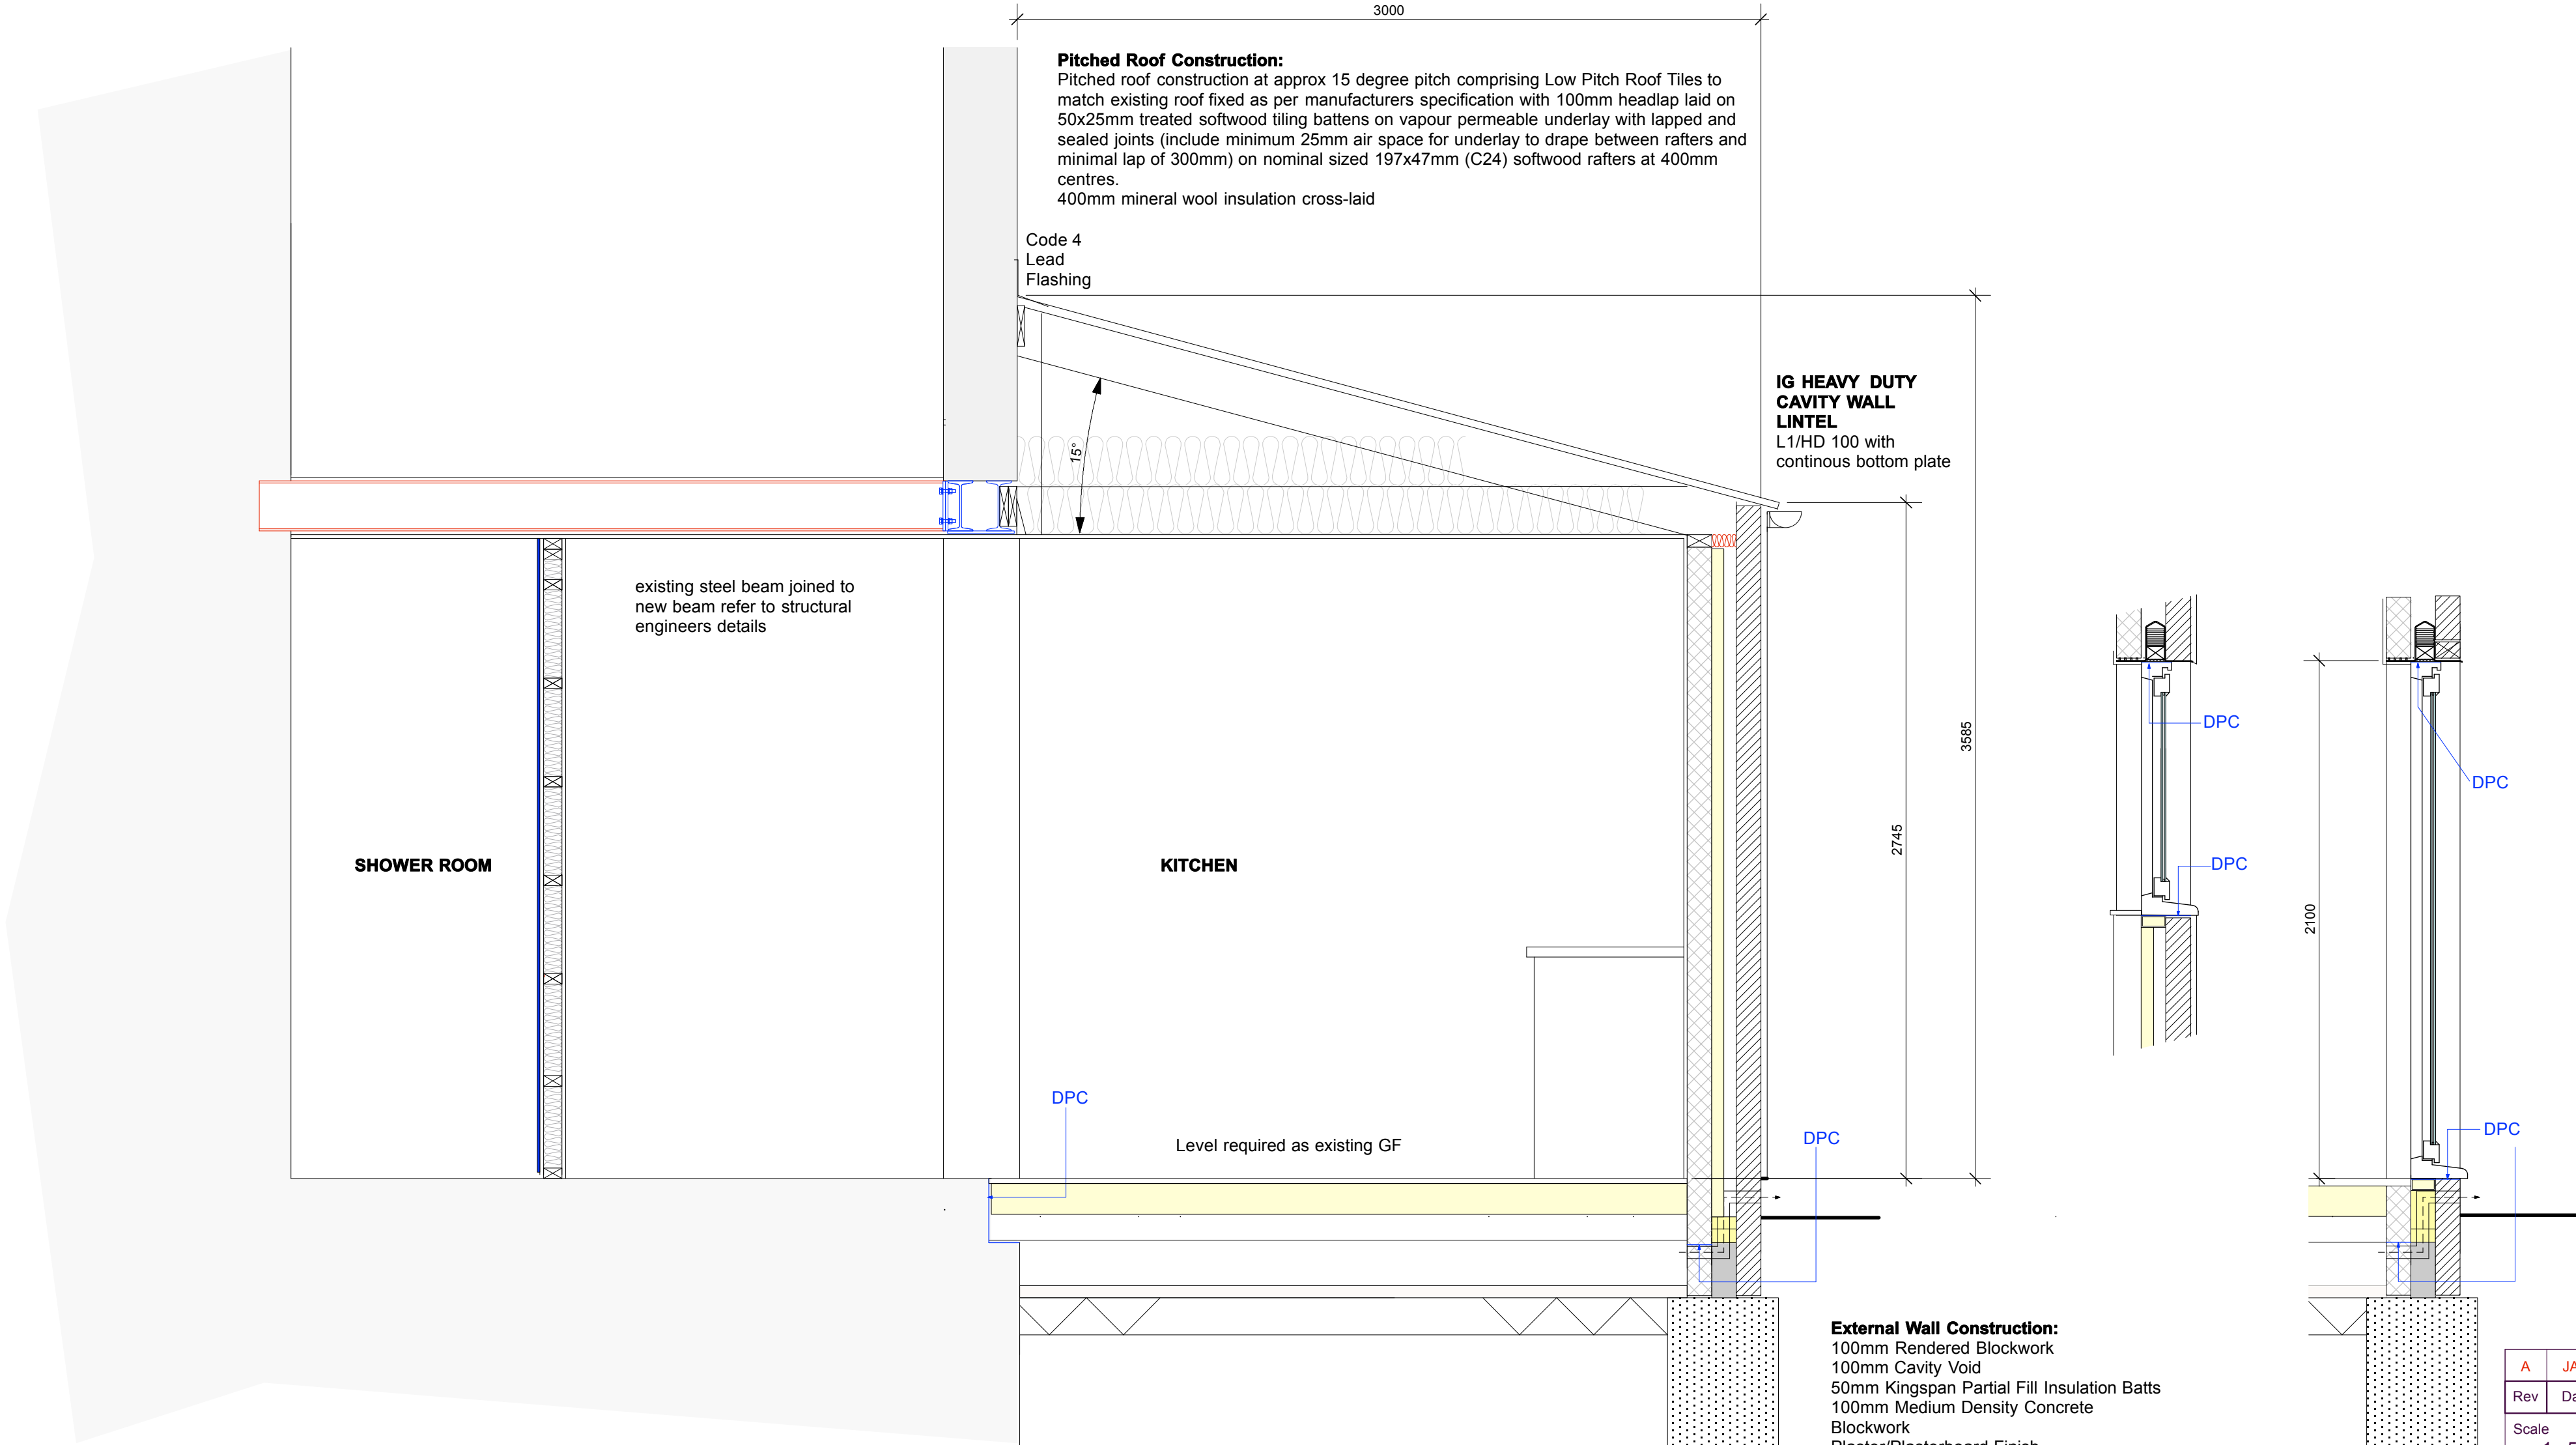 3000
Pitched Roof Construction:
Pitched roof construction at approx 15 degree pitch comprising Low Pitch Roof Tiles to
match existing roof fixed as per manufacturers specification with 100mm headlap laid on
50x25mm treated softwood tiling battens on vapour permeable underlay with lapped and
sealed joints (include minimum 25mm air space for underlay to drape between rafters and
minimal lap of 300mm) on nominal sized 197x47mm (C24) softwood rafters at 400mm
centres.
400mm mineral wool insulation cross-laid
Code 4
Lead
Flashing
IG HEAVY DUTY
CAVITY WALL
LINTEL
L1/HD 100 with
continous bottom plate
15°
existing steel beam joined to
new beam refer to structural
engineers details
3585
2745
2100
DPC
DPC
DPC
SHOWER ROOM
KITCHEN
DPC
Level required as existing GF
DPC
DPC
External Wall Construction:
100mm Rendered Blockwork
100mm Cavity Void
50mm Kingspan Partial Fill Insulation Batts
100mm Medium Density Concrete
Blockwork
Plaster/Plasterboard Finish
A JA
Rev Da
Scale